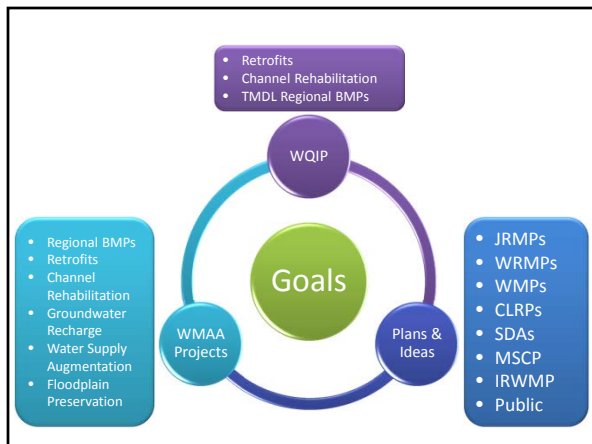 • Retrofits
• Channel Rehabilitation
• TMDL Regional BMPs
WQIP
Goals
WMAA
Projects
Plans &
Ideas
• Regional BMPs
• Retrofits
• Channel
Rehabilitation
• Groundwater
Recharge
• Water Supply
Augmentation
• Floodplain
Preservation
• JRMPs
• WRMPs
• WMPs
• CLRPs
• SDAs
• MSCP
• IRWMP
• Public